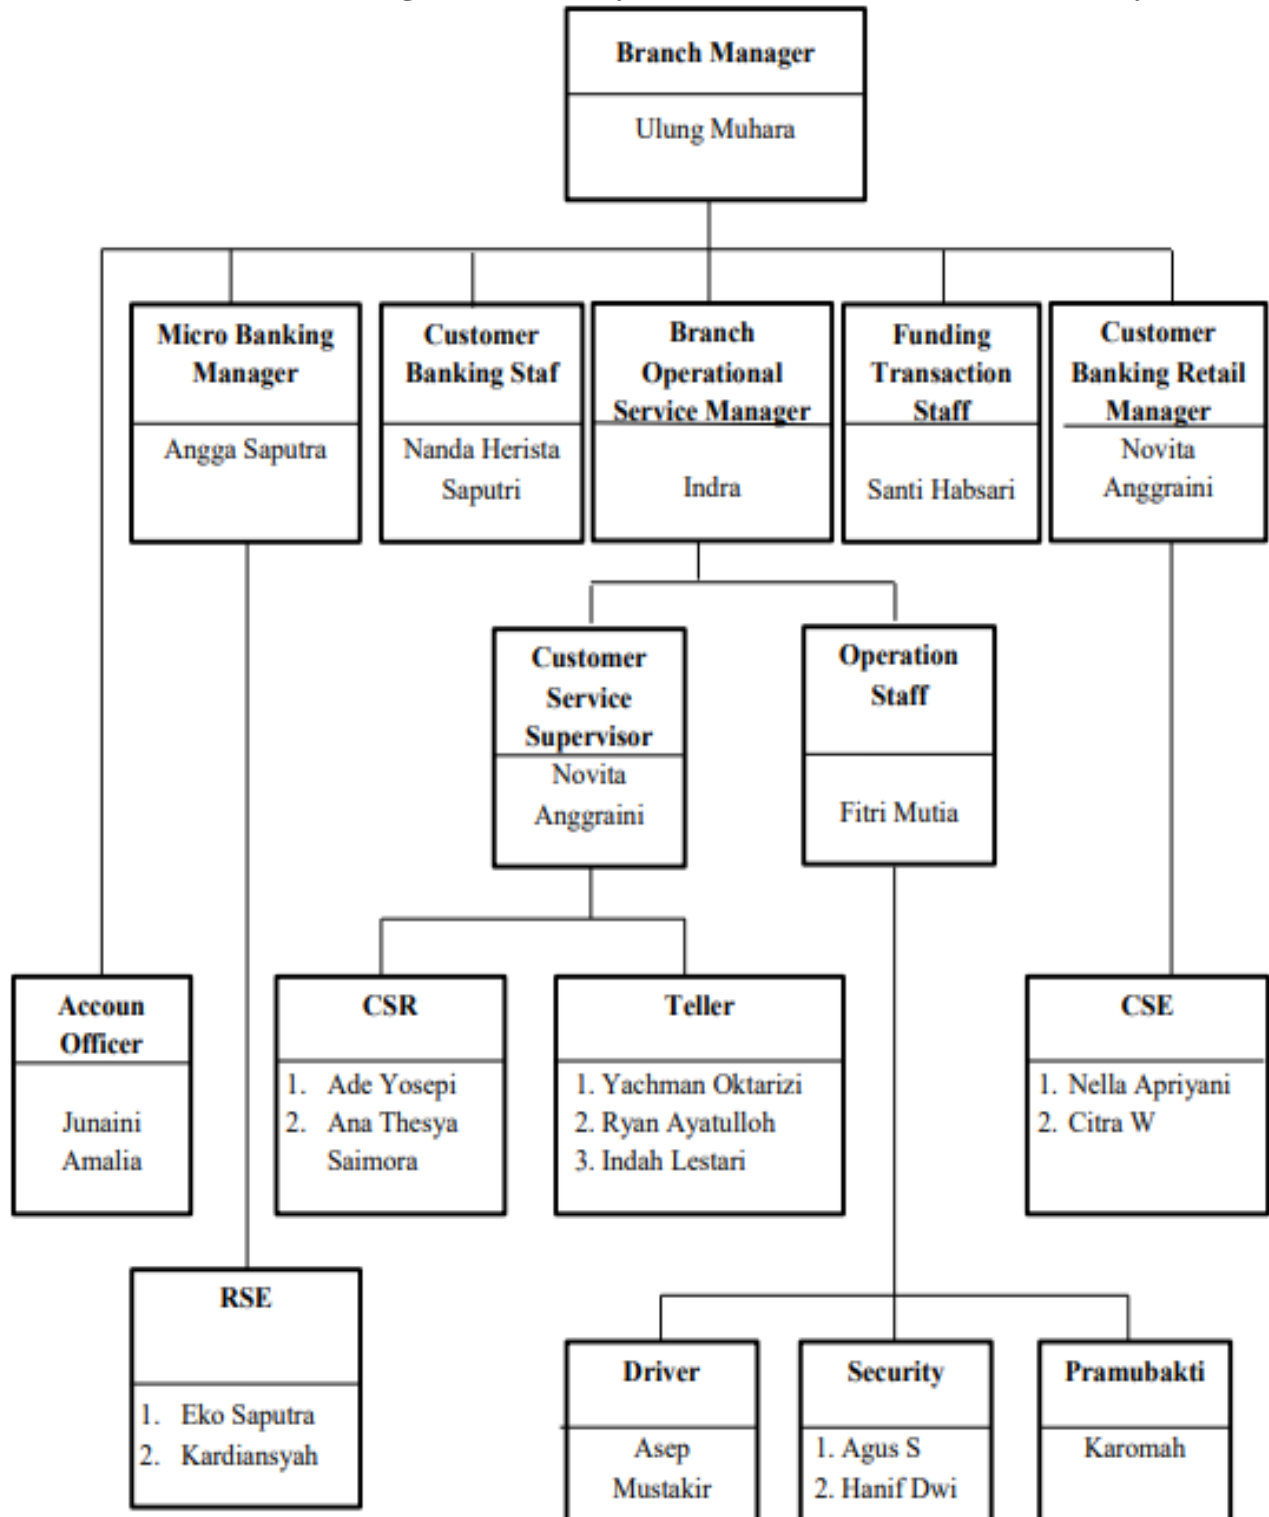 Branch Manager
Ulung Muhara
Micro Banking
Manager
Angga Saputra
Customer
Banking Staf
Nanda Herista
Saputri
Branch
Operational
Service Manager
Indra
Funding
Transaction
Staff
Santi Habsari
Customer
Banking Retail
Manager
Novita
Anggraini
Customer
Service
Supervisor
Novita
Anggraini
Operation
Staff
Fitri Mutia
Accoun
Officer
Junaini
Amalia
CSR
1. Ade Yosepi
2. Ana Thesya
Saimora
Teller
1. Yachman Oktarizi
2. Ryan Ayatulloh
3. Indah Lestari
CSE
1. Nella Apriyani
2. Citra W
RSE
1. Eko Saputra
2. Kardiansyah
Driver
Asep
Mustakir
Security
1. Agus S
2. Hanif Dwi
Pramubakti
Karomah